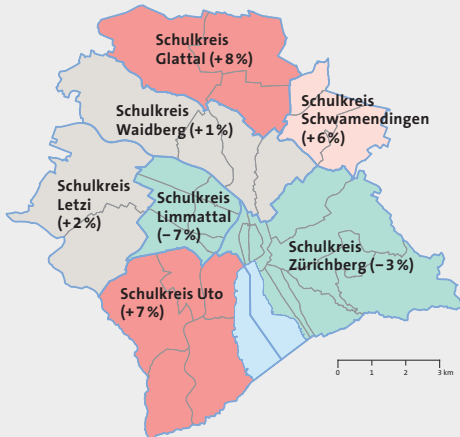 Schulkreis
Glattal (+8%)
Schulkreis
Schwamendingen
(+6%)
Schulkreis
Waidberg (+1%)
Schulkreis
Letzi
(+2%)
Schulkreis
Limmattal
(–7%)
Schulkreis
Zürichberg (–3%)
Schulkreis Uto
(+7%)
0 1 2 3 km